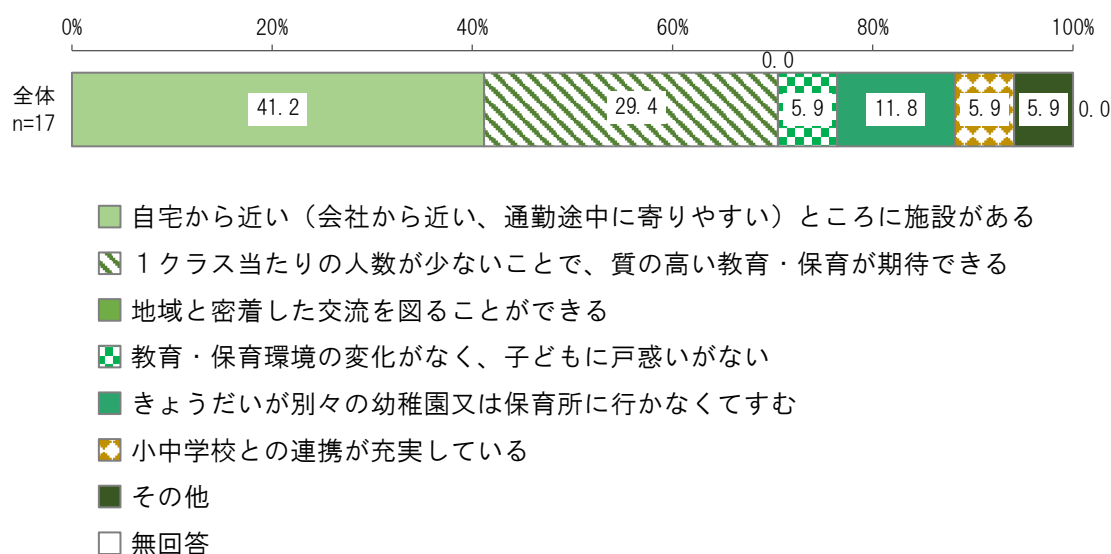 0% 20% 40% 60% 80% 100%
0.0
全体
n=17
41.2 29.4 5.9 11.8 5.9 5.9 0.0
自宅から近い（会社から近い、通勤途中に寄りやすい）ところに施設がある
１クラス当たりの人数が少ないことで、質の高い教育・保育が期待できる
地域と密着した交流を図ることができる
教育・保育環境の変化がなく、子どもに戸惑いがない
きょうだいが別々の幼稚園又は保育所に行かなくてすむ
小中学校との連携が充実している
その他
無回答